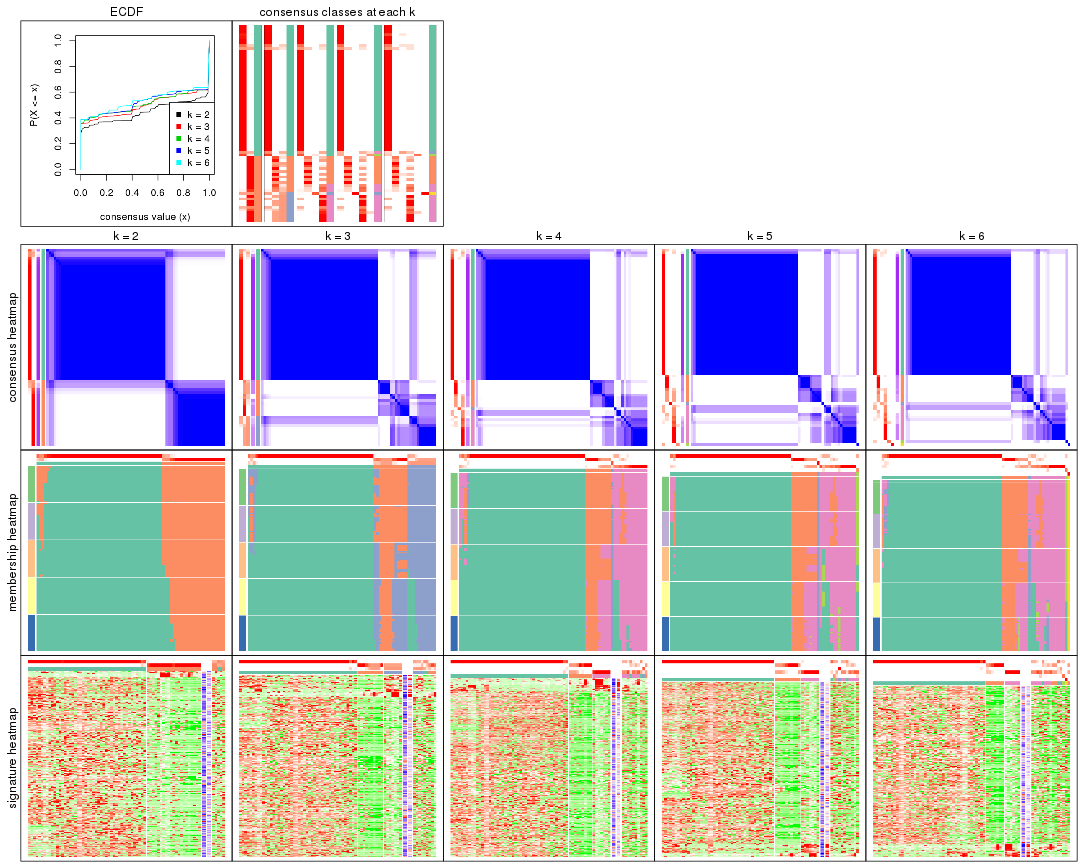 ECDF
consensus classes at each k
P(X <= x)
0.0 0.2 0.4 0.6 0.8 1.0
k = 2
k = 3
k = 4
k = 5
k = 6
0.0 0.2 0.4 0.6 0.8 1.0
consensus value (x)
k = 2
k = 3
k = 4
k = 5
k = 6
consensus heatmap
membership heatmap
signature heatmap